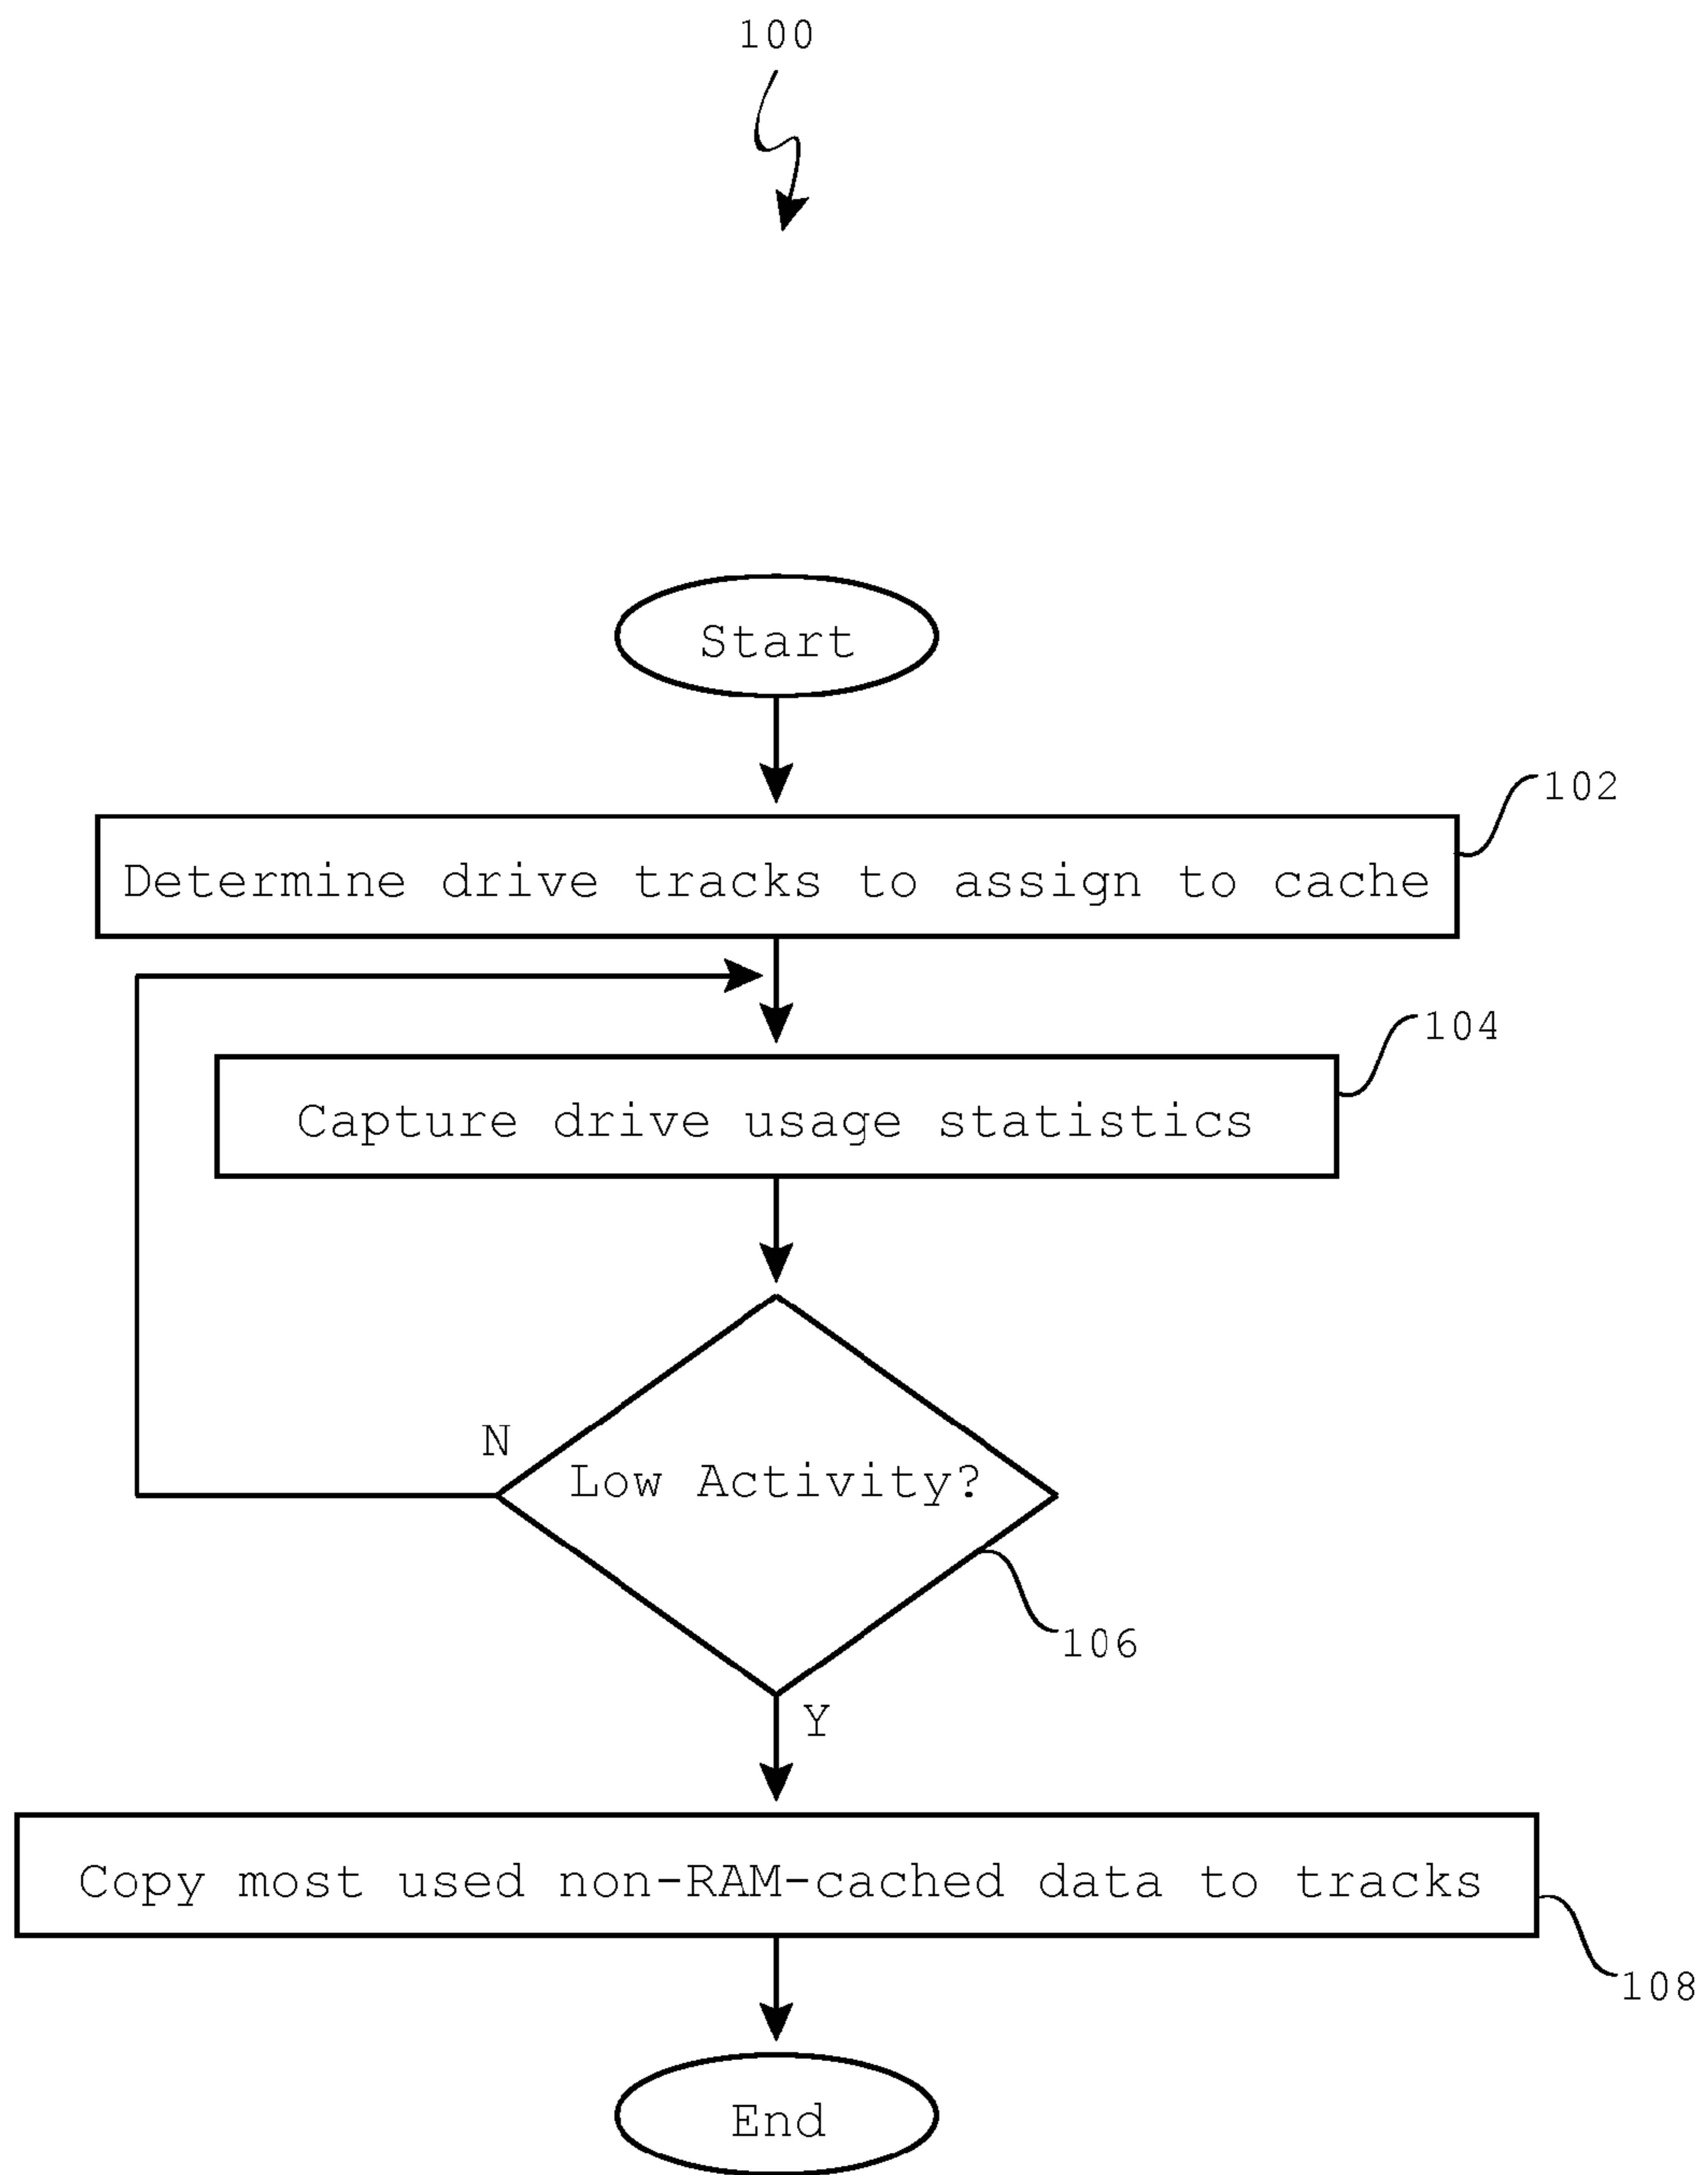 100
Start
102
Determine drive tracks to assign to cache
104
Capture drive usage statistics
N
Low Activity?
106
Y
Copy most used non-RAM-cached data to tracks
108
End